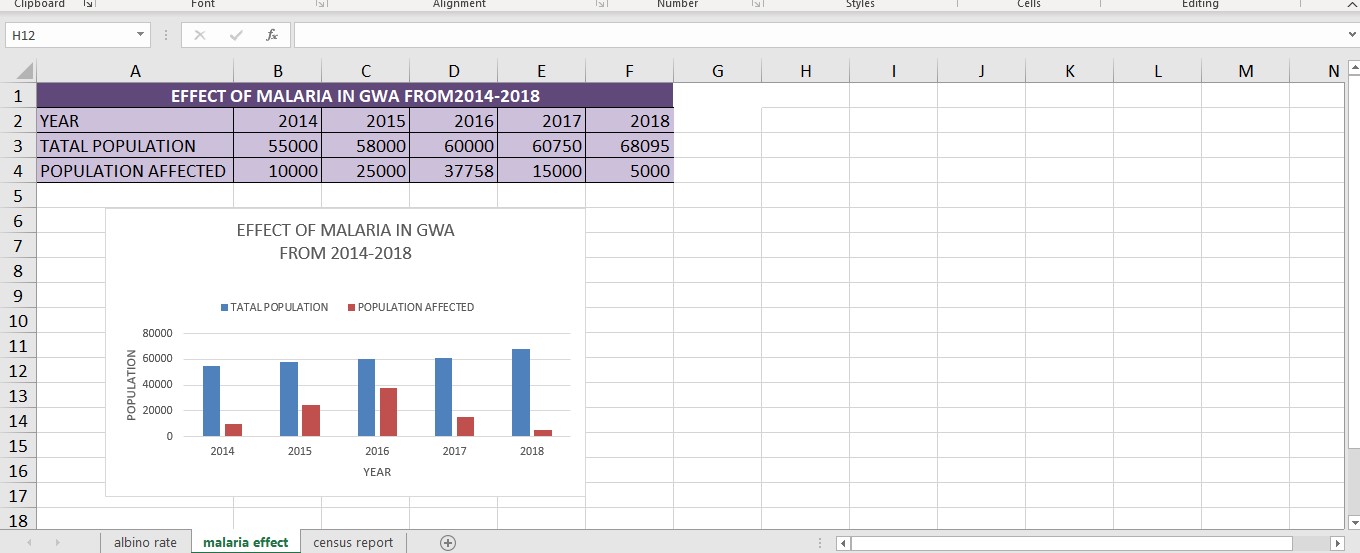 Clipboard Font Alignment Number Styles Cells Editing
H12 fx
A B C D E F G H I J K L M N
1 EFFECT OF MALARIA IN GWA FROM2014-2018
2 YEAR 2014 2015 2016 2017 2018
3 TATAL POPULATION 55000 58000 60000 60750 68095
4 POPULATION AFFECTED 10000 25000 37758 15000 5000
5
6
7
8
9
10
11
12
13
14
15
16
17
18
EFFECT OF MALARIA IN GWA
FROM 2014-2018
TATAL POPULATION POPULATION AFFECTED
POPULATION
80000
60000
40000
20000
0
2014 2015 2016 2017 2018
YEAR
albino rate malaria effect census report